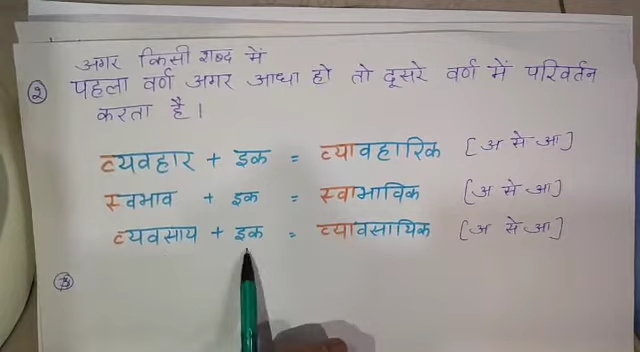 अगर किसी शब्द में
② पहला वर्ण अगर आधा हो तो दूसरे वर्ण में परिवर्तन
करता है।
व्यवहार + इक = व्यावहारिक [अ से आ]
स्वभाव + इक = स्वाभाविक [अ से आ]
व्यवसाय + इक = व्यावसायिक [अ से आ]
③